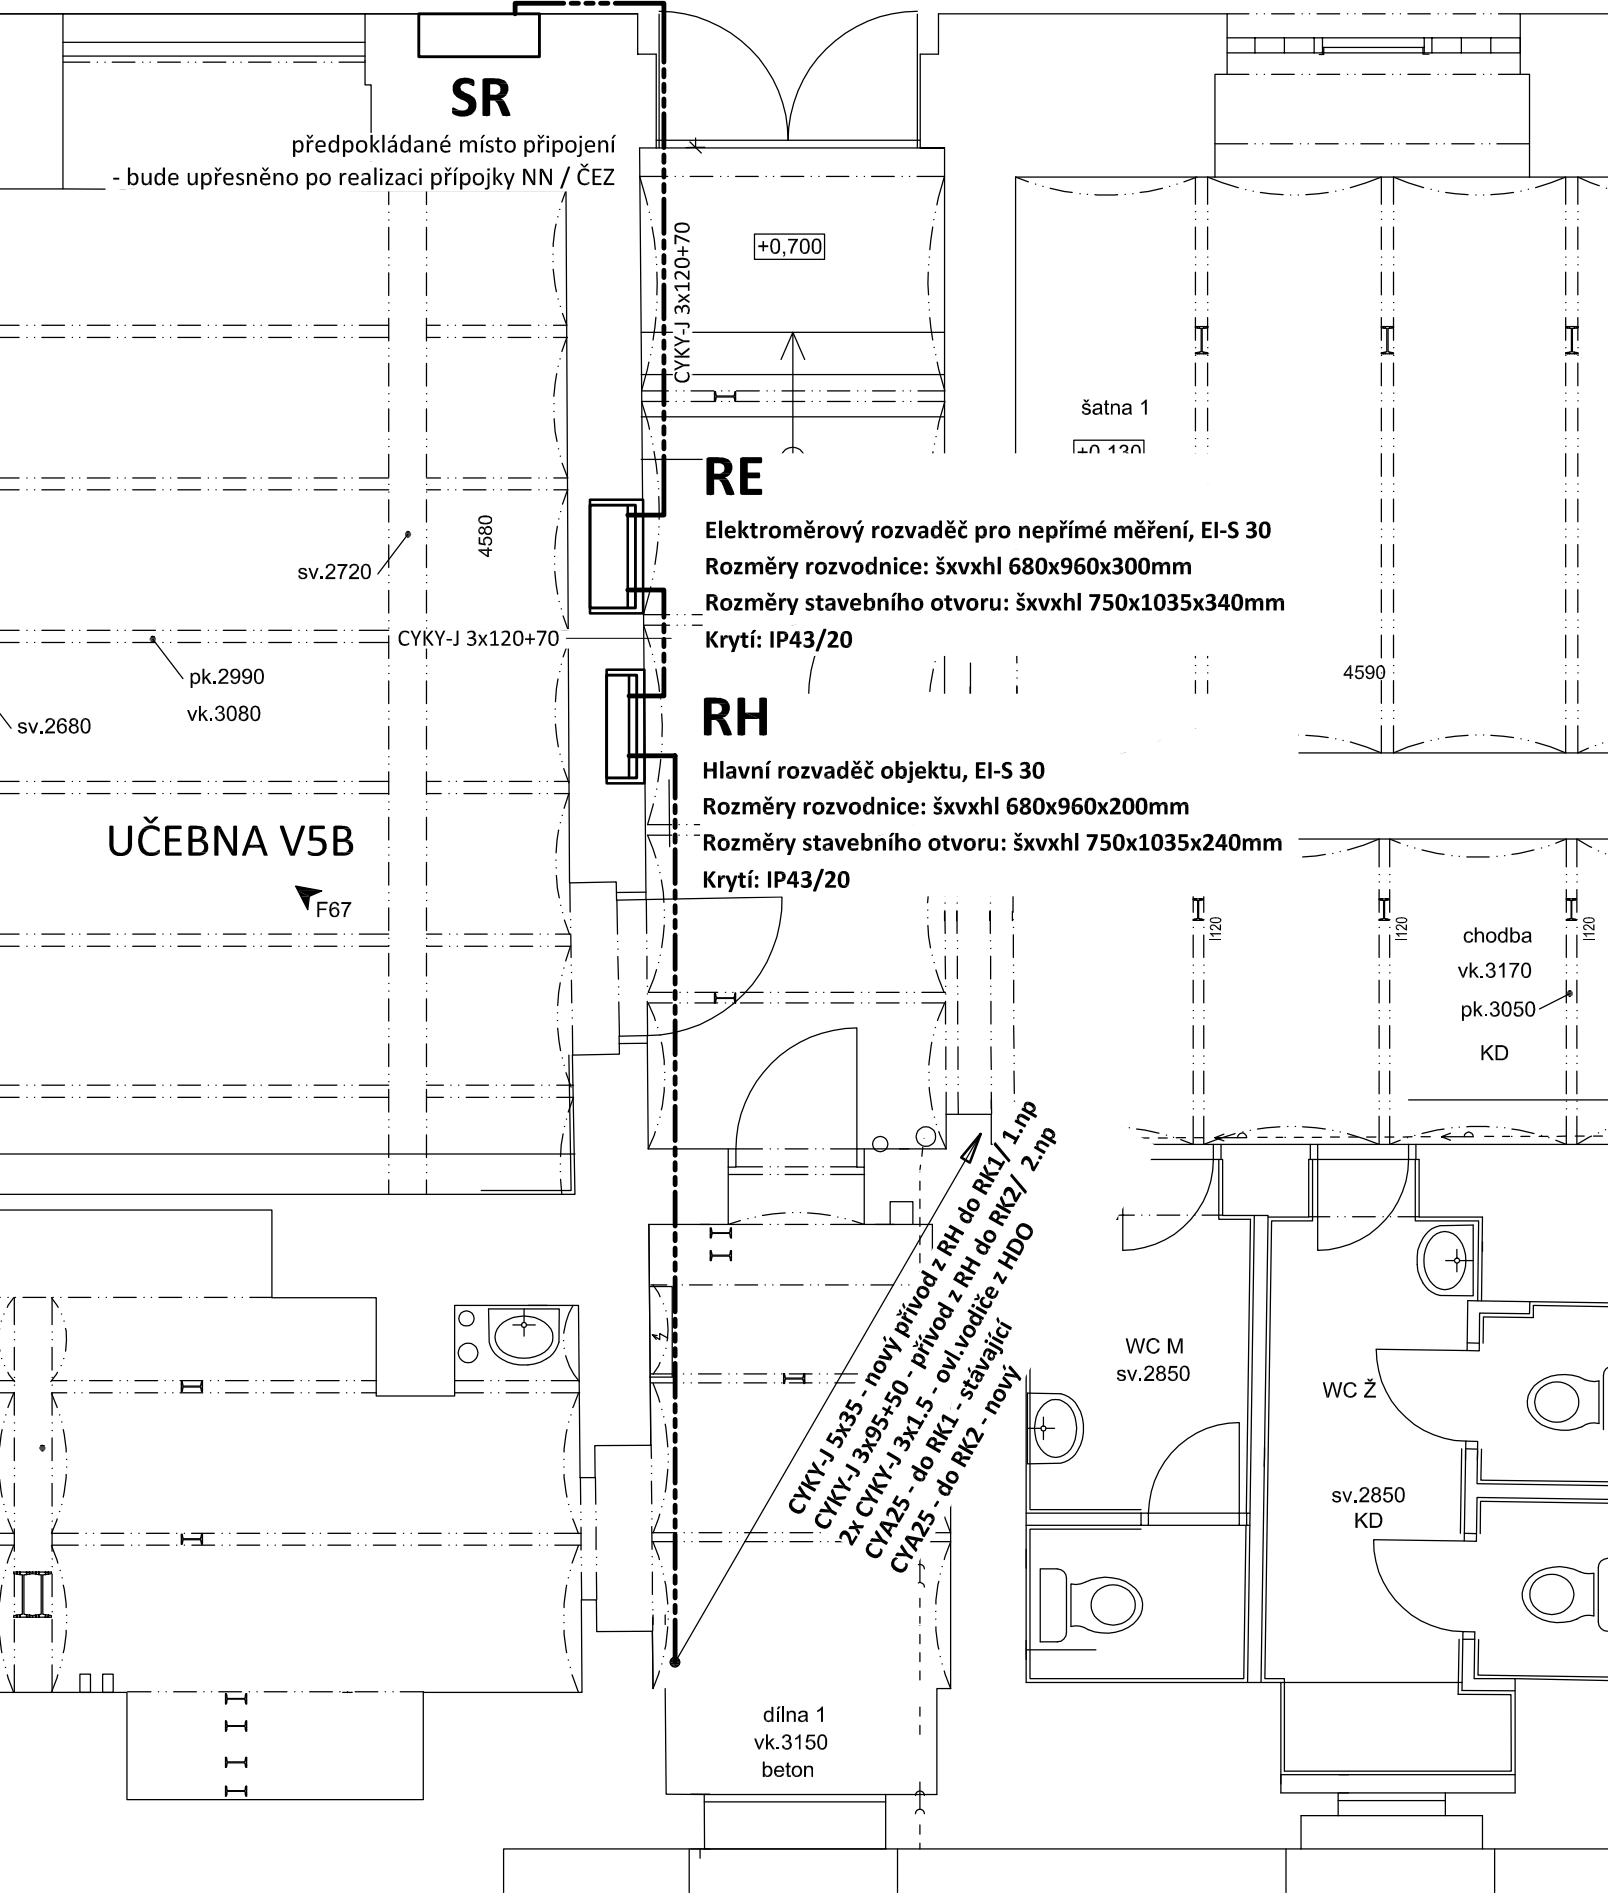 SR
předpokládané místo připojení
- bude upřesněno po realizaci přípojky NN / ČEZ
CYKY-J 3x120+70
+0,700
šatna 1
+0,130
RE
Elektroměrový rozvaděč pro nepřímé měření, EI-S 30
Rozměry rozvodnice: šxvxhl 680x960x300mm
Rozměry stavebního otvoru: šxvxhl 750x1035x340mm
Krytí: IP43/20
4580
sv.2720
CYKY-J 3x120+70
pk.2990
vk.3080
sv.2680
4590
RH
Hlavní rozvaděč objektu, EI-S 30
Rozměry rozvodnice: šxvxhl 680x960x200mm
Rozměry stavebního otvoru: šxvxhl 750x1035x240mm
Krytí: IP43/20
UČEBNA V5B
F67
I120
I120
I120
chodba
vk.3170
pk.3050
KD
CYKY-J 5x35 - nový přívod z RH do RK1/ 1.np
CYKY-J 3x95+50 - přívod z RH do RK2/ 2.np
2x CYKY-J 3x1.5 - ovl.vodiče z HDO
CYA25 - do RK1 - stávající
CYA25 - do RK2 - nový
WC M
sv.2850
WC Ž
sv.2850
KD
dílna 1
vk.3150
beton